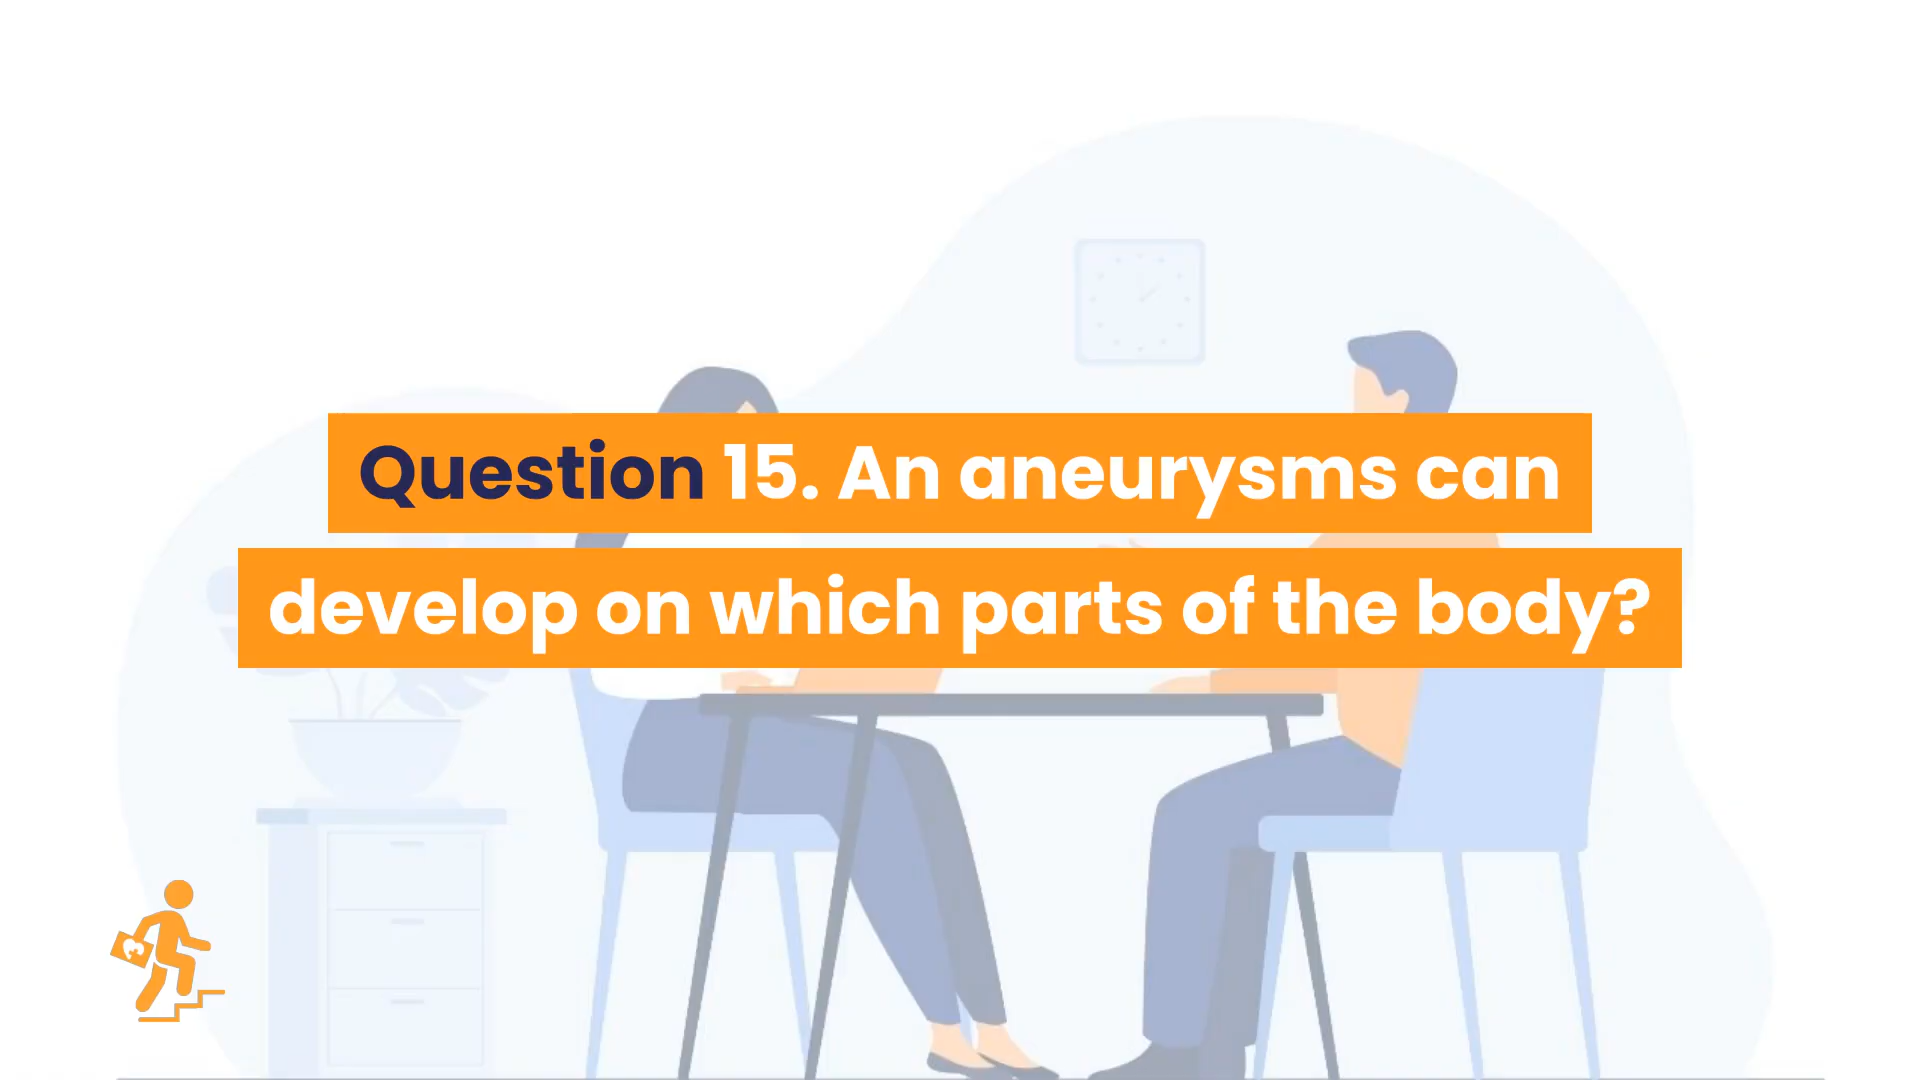 Question 15. An aneurysms can
develop on which parts of the body?